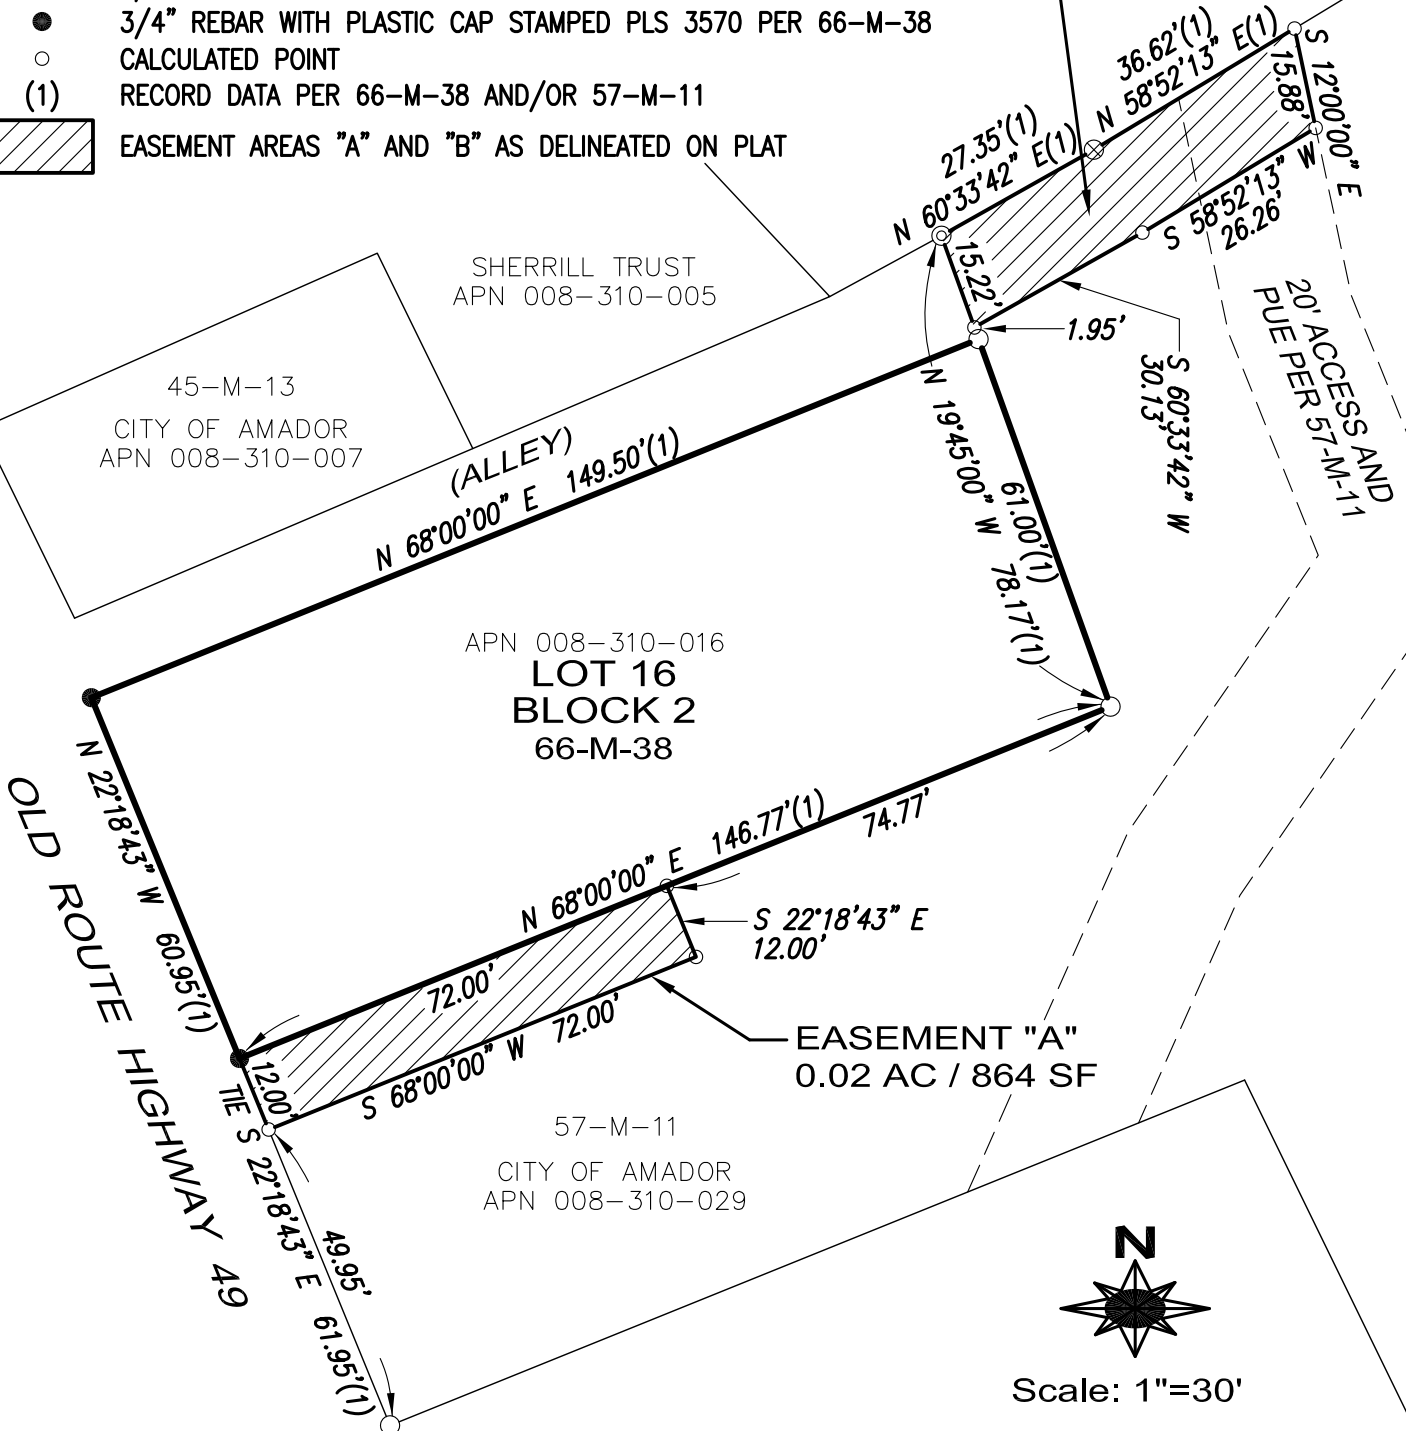 3/4" REBAR WITH PLASTIC CAP STAMPED PLS 3570 PER 66-M-38
CALCULATED POINT
(1) RECORD DATA PER 66-M-38 AND/OR 57-M-11
EASEMENT AREAS "A" AND "B" AS DELINEATED ON PLAT
36.62'(1)
N 58°52'13" E(1)
27.35'(1)
N 60°33'42" E(1)
S 12°00'00" E
15.88'
S 58°52'13" W
26.26'
15.22'
1.95'
S 60°33'42" W
30.13'
20' ACCESS AND
PUE PER 57-M-11
SHERRILL TRUST
APN 008-310-005
45-M-13
CITY OF AMADOR
APN 008-310-007
(ALLEY)
N 68°00'00" E 149.50'(1)
N 19°45'00" W 78.17'(1)
61.00'(1)
APN 008-310-016
LOT 16
BLOCK 2
66-M-38
N 22°18'43" W 60.95'(1)
OLD ROUTE HIGHWAY 49
N 68°00'00" E 146.77'(1)
74.77'
72.00'
S 22°18'43" E
12.00'
S 68°00'00" W 72.00'
12.00'
EASEMENT "A"
0.02 AC / 864 SF
57-M-11
CITY OF AMADOR
APN 008-310-029
TIE S 22°18'43" E 61.95'(1)
49.95'
N
Scale: 1"=30'